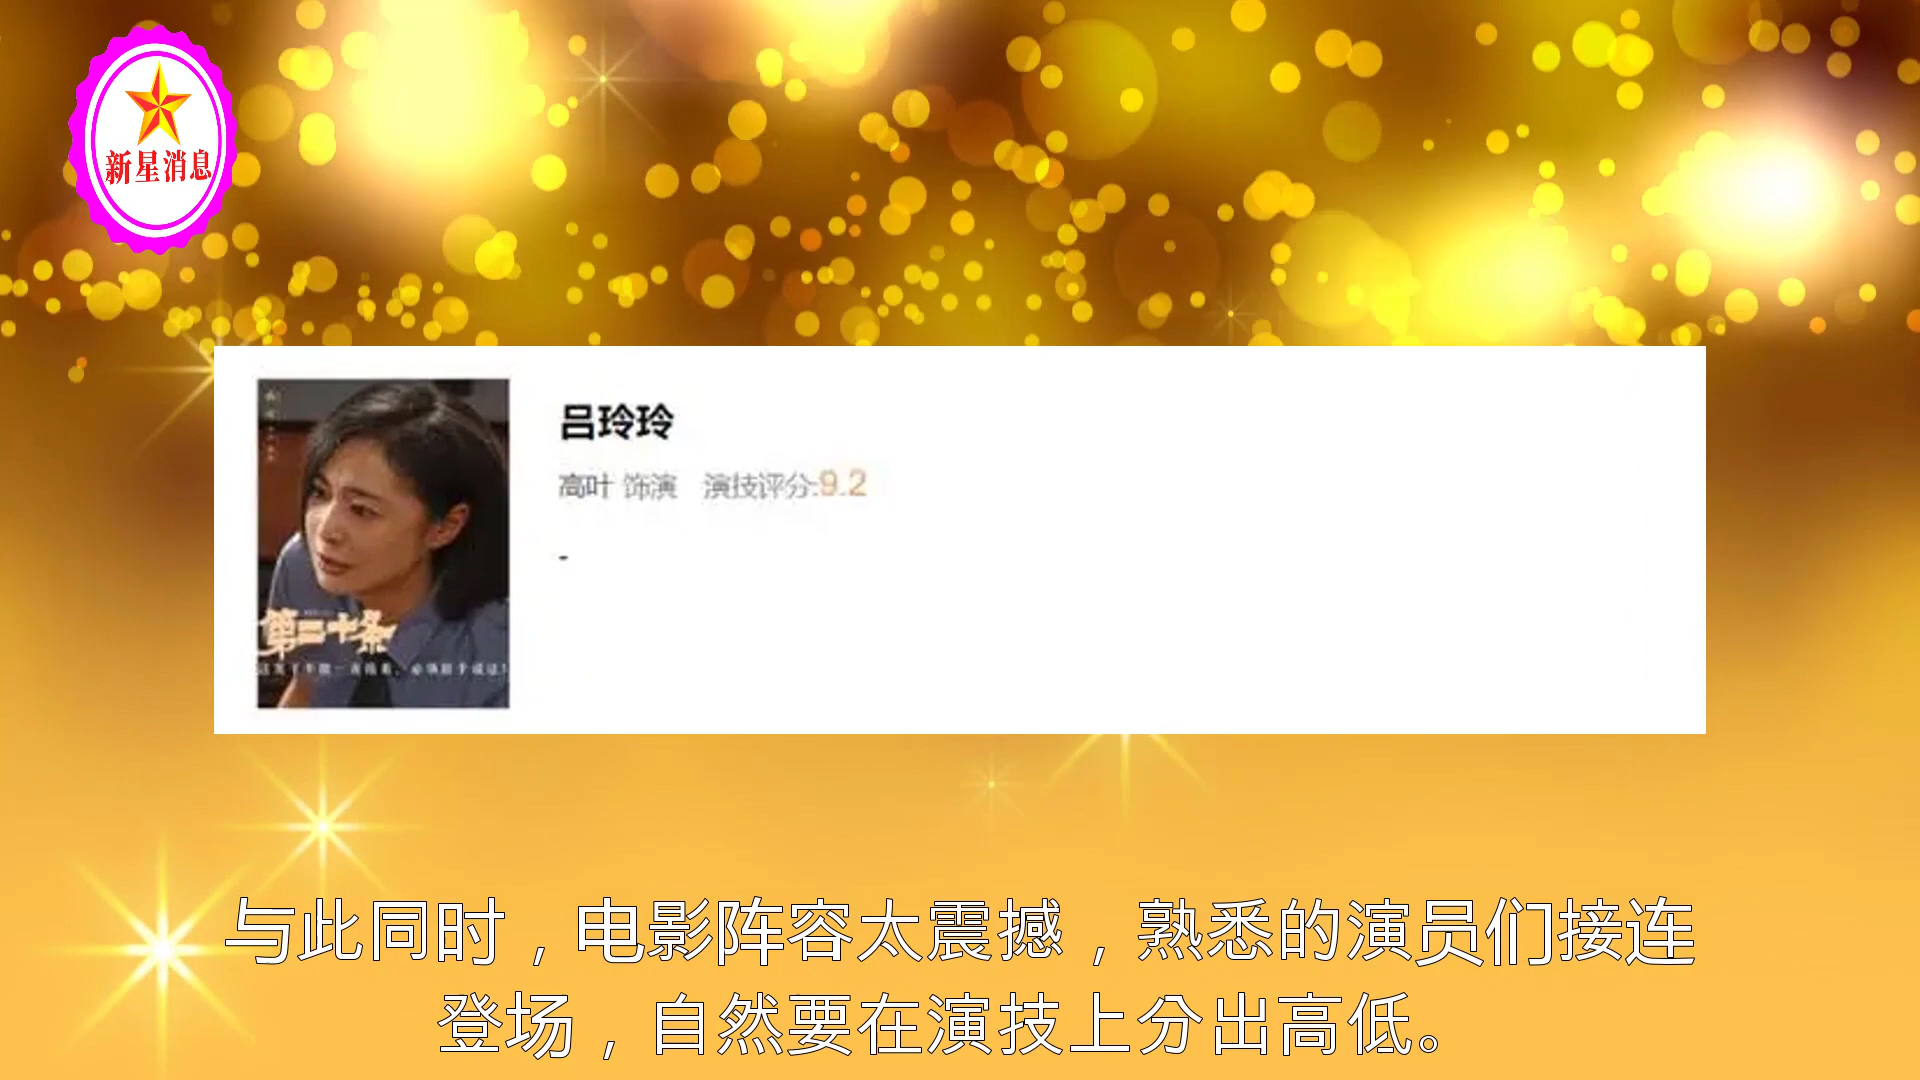 新星消息
吕玲玲
高叶 饰演 演技评分:9.2
-
第二十条
与此同时，电影阵容太震撼，熟悉的演员们接连
登场，自然要在演技上分出高低。